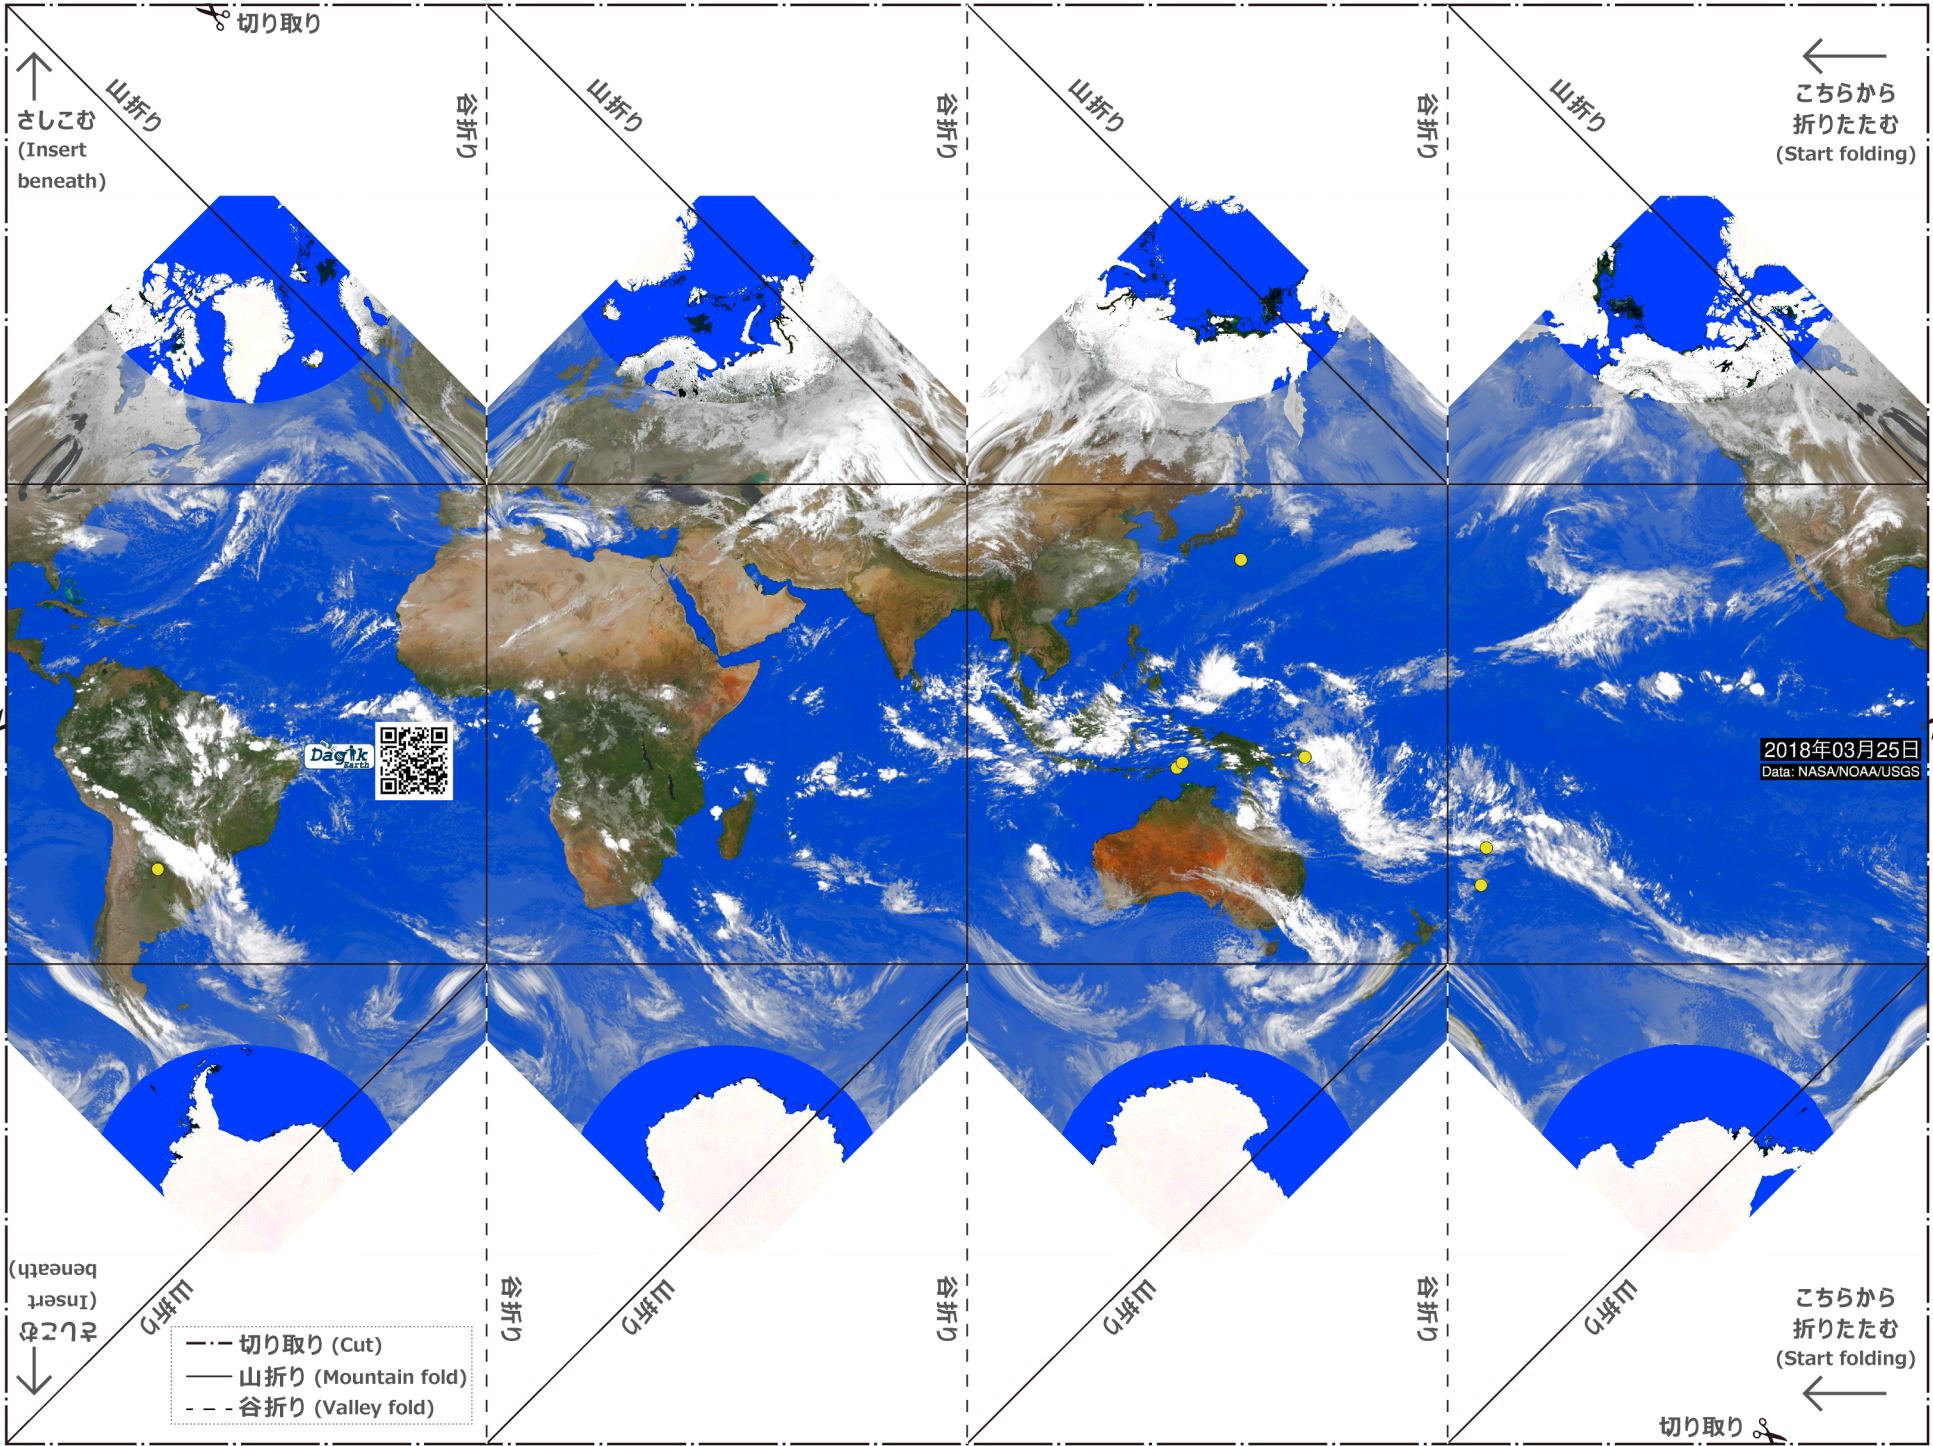 切り取り
さしこむ
(Insert
beneath)
山折り
谷折り
山折り
谷折り
山折り
谷折り
山折り
こちらから
折りたたむ
(Start folding)
Dagik
Earth
2018年03月25日
Data: NASA/NOAA/USGS
さしこむ
(Insert
beneath)
山折り
谷折り
山折り
谷折り
山折り
谷折り
山折り
こちらから
折りたたむ
(Start folding)
切り取り (Cut)
山折り (Mountain fold)
谷折り (Valley fold)
切り取り